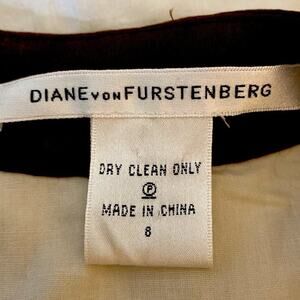 DIANE VON FURSTENBERG
DRY CLEAN ONLY
Ⓟ
MADE IN CHINA
8